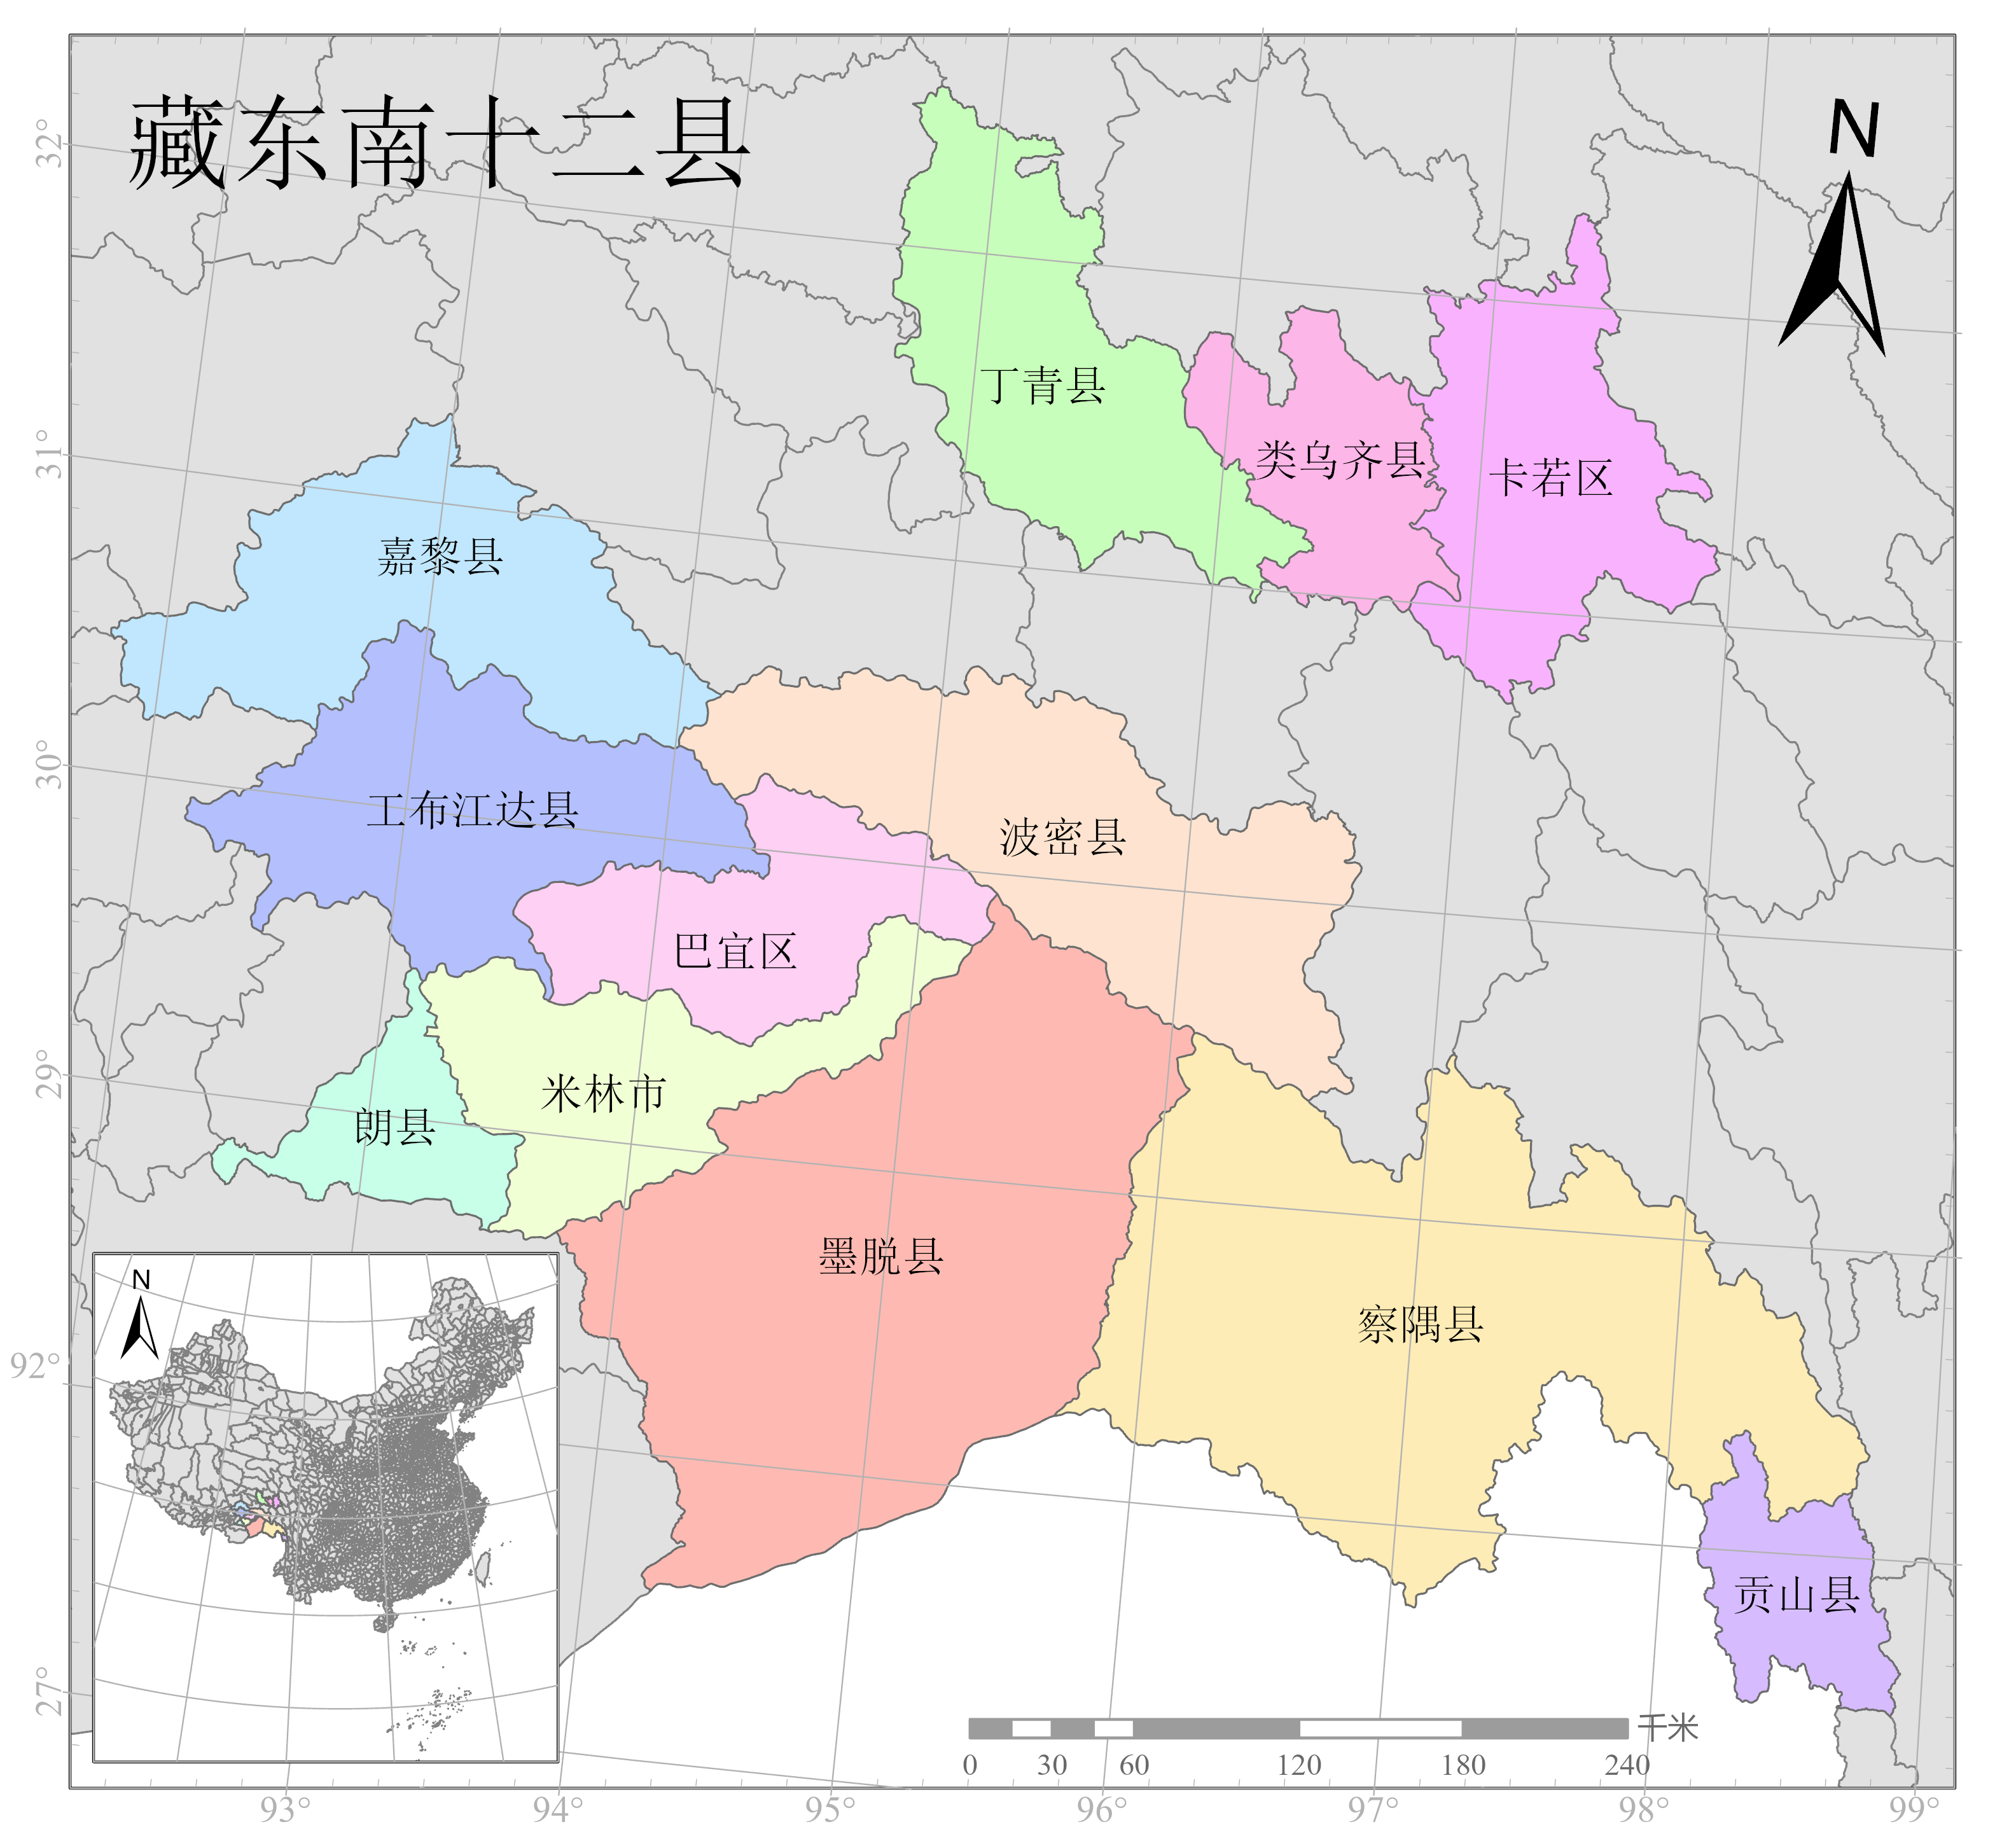 藏东南十二县
N
32°
31°
30°
29°
92°
27°
丁青县
类乌齐县
卡若区
嘉黎县
工布江达县
波密县
巴宜区
米林市
朗县
墨脱县
察隅县
贡山县
N
千米
0 30 60 120 180 240
93° 94° 95° 96° 97° 98° 99°